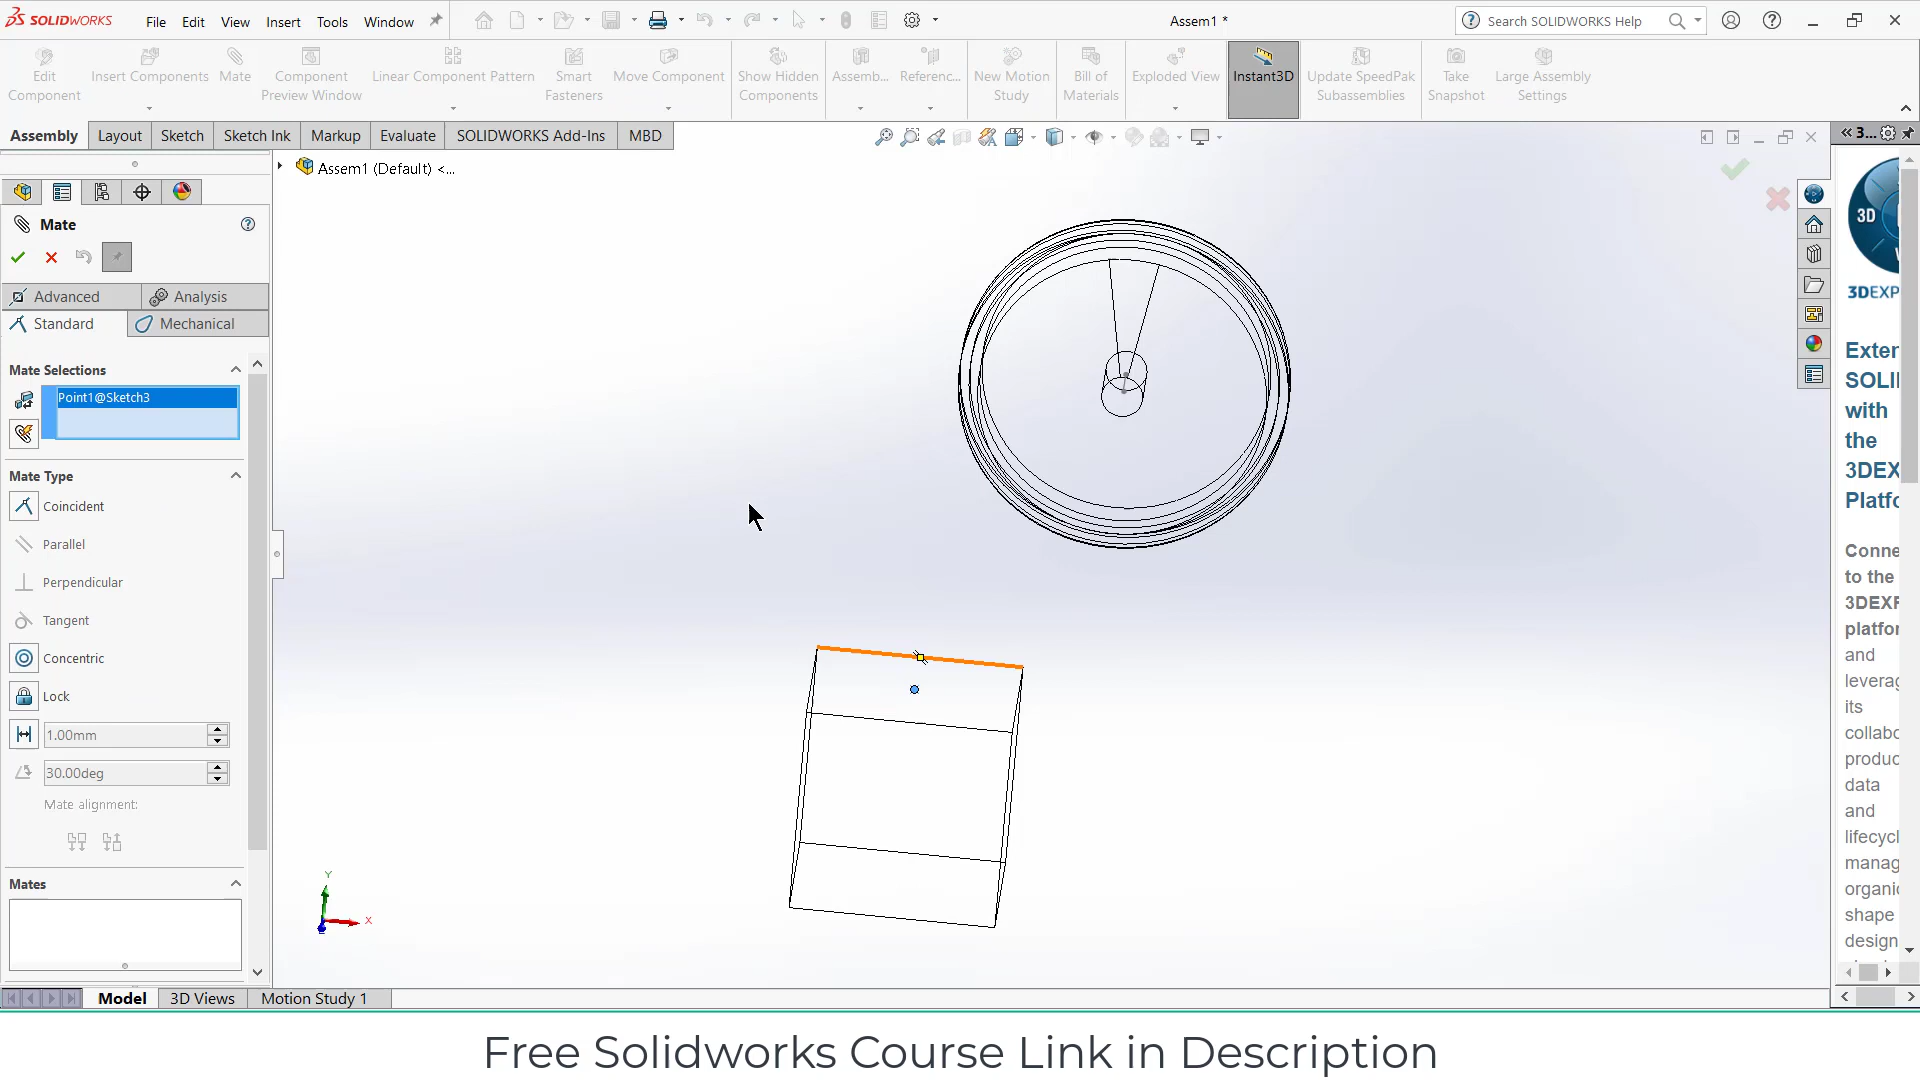 SOLIDWORKS
File Edit View Insert Tools Window
Assem1 *
Search SOLIDWORKS Help
Edit Component
Insert Components
Mate
Component Preview Window
Linear Component Pattern
Smart Fasteners
Move Component
Show Hidden Components
Assemb...
Referenc...
New Motion Study
Bill of Materials
Exploded View
Instant3D
Update SpeedPak Subassemblies
Take Snapshot
Large Assembly Settings
Assembly Layout Sketch Sketch Ink Markup Evaluate SOLIDWORKS Add-Ins MBD
3...
Assem1 (Default) <...
Mate
Advanced
Analysis
Standard
Mechanical
Mate Selections
Point1@Sketch3
Mate Type
Coincident
Parallel
Perpendicular
Tangent
Concentric
Lock
1.00mm
30.00deg
Mate alignment:
Mates
Y
X
Z
3D
3DEXP
Exter
SOLI
with
the
3DEX
Platfo
Conne
to the
3DEXF
platfor
and
leverag
its
collabo
produc
data
and
lifecycl
manag
organiz
shape
design
Model 3D Views Motion Study 1
Free Solidworks Course Link in Description